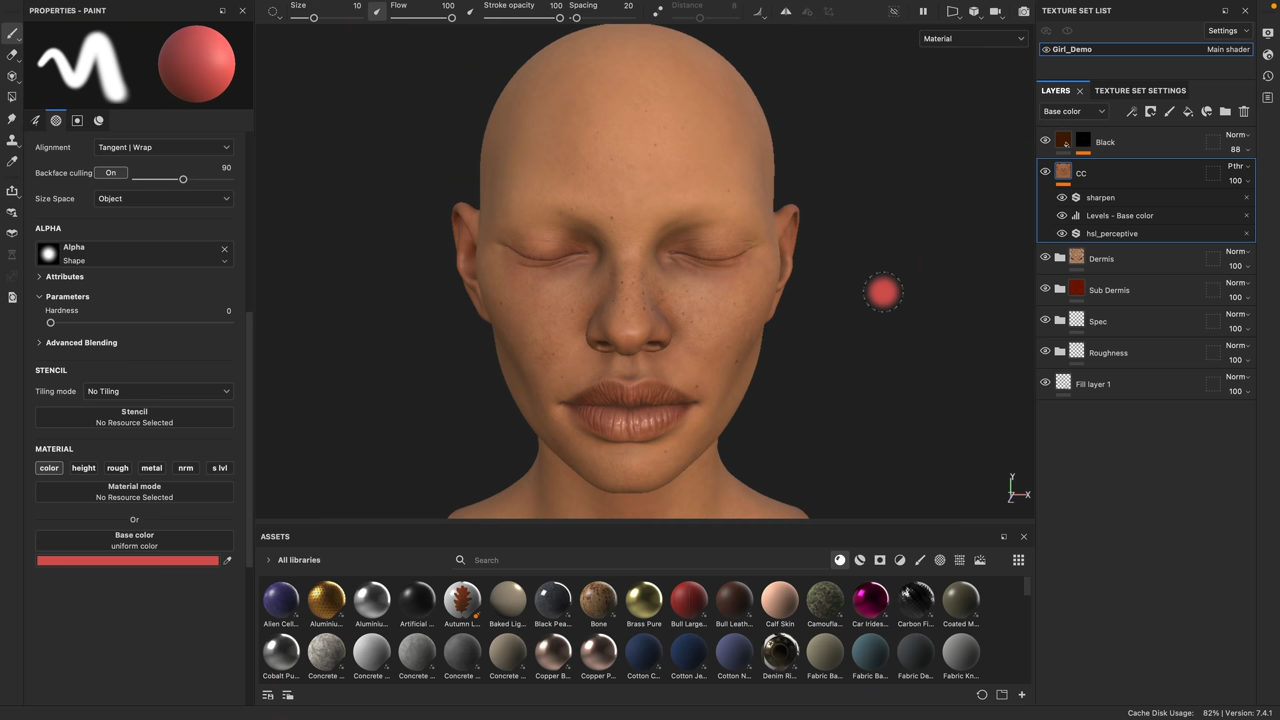 PROPERTIES - PAINT
Size 10 Flow 100 Stroke opacity 100 Spacing 20 Distance 8
Material
TEXTURE SET LIST
Settings
Girl_Demo Main shader
LAYERS TEXTURE SET SETTINGS
Base color
Black Norm 88
CC Pthr 100
sharpen
Levels - Base color
hsl_perceptive
Dermis Norm 100
Sub Dermis Norm 100
Spec Norm 100
Roughness Norm 100
Fill layer 1 Norm 100
Alignment Tangent | Wrap
Backface culling On 90
Size Space Object
ALPHA
Alpha
Shape
Attributes
Parameters
Hardness 0
Advanced Blending
STENCIL
Tiling mode No Tiling
Stencil
No Resource Selected
MATERIAL
color height rough metal nrm s lvl
Material mode
No Resource Selected
Or
Base color
uniform color
Y
X
Z
ASSETS
All libraries Search
Alien Cell... Aluminiu... Aluminiu... Artificial ... Autumn L... Baked Lig... Black Pea... Bone Brass Pure Bull Large... Bull Leath... Calf Skin Camoufla... Car Irides... Carbon Fi... Coated M...
Cobalt Pu... Concrete ... Concrete ... Concrete ... Concrete ... Concrete ... Copper B... Copper P... Cotton C... Cotton Je... Cotton N... Denim Ri... Fabric Ba... Fabric Ba... Fabric De... Fabric Kn...
Cache Disk Usage: 82% | Version: 7.4.1